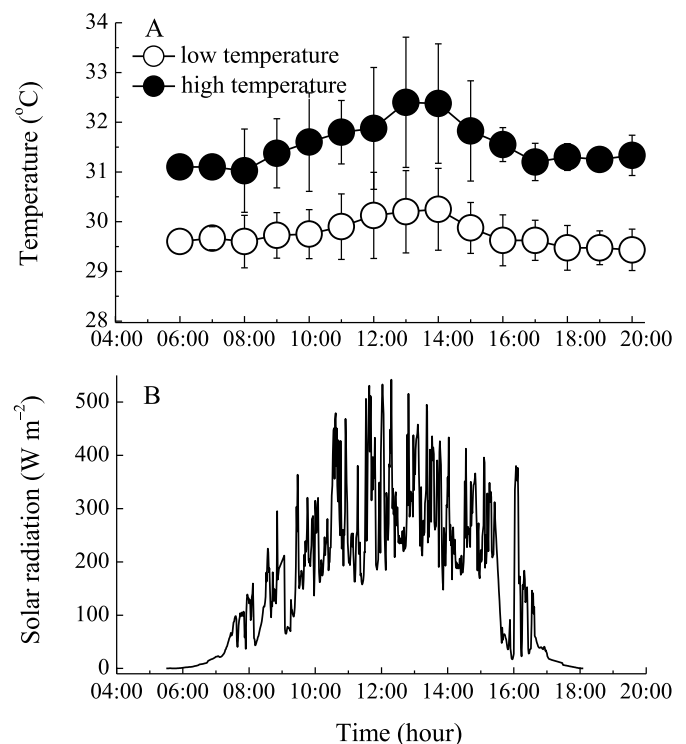 A
low temperature
high temperature
Temperature (°C)
34
33
32
31
30
29
28
04:00 06:00 08:00 10:00 12:00 14:00 16:00 18:00 20:00
B
Solar radiation (W m⁻²)
500
400
300
200
100
0
04:00 06:00 08:00 10:00 12:00 14:00 16:00 18:00 20:00
Time (hour)